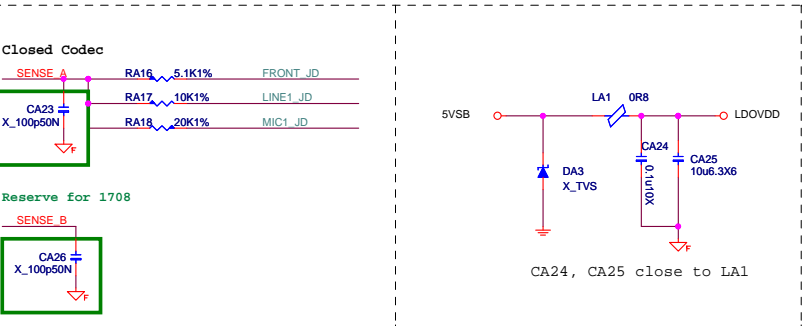 Closed Codec
SENSE_A RA16 5.1K1% FRONT_JD
RA17 10K1% LINE1_JD
CA23
X_100p50N
RA18 20K1% MIC1_JD
F
Reserve for 1708
SENSE_B
CA26
X_100p50N
F
LA1 0R8
5VSB LDOVDD
CA24
0.1u10X
CA25
10u6.3X6
DA3
X_TVS
F
CA24, CA25 close to LA1